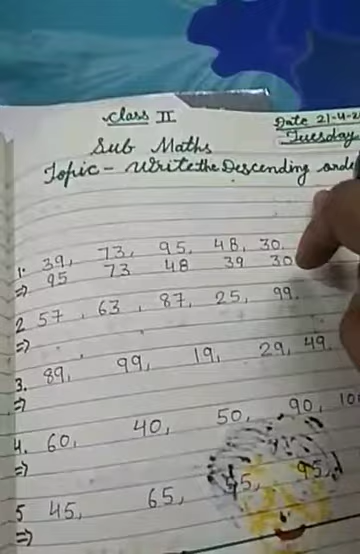 Class II
Date 21-4-2
Tuesday
Sub Maths
Topic - Write the Descending orde
1. 39, 73, 95, 48, 30.
=> 95 73 48 39 30
2 57, 63, 87, 25, 99.
=>
3. 89, 99, 19, 29, 49.
=>
4. 60, 40, 50, 90, 10
=>
5 45, 65, 95,
=>